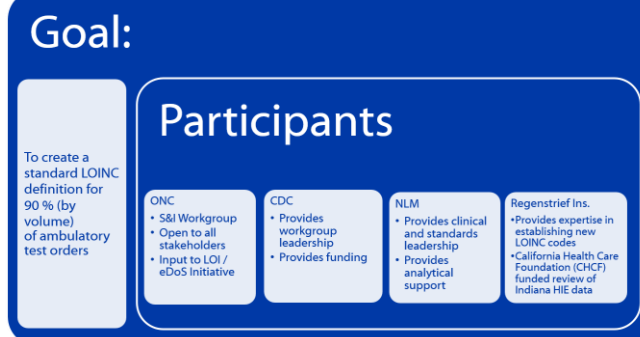 Goal:
To create a
standard LOINC
definition for
90 % (by
volume)
of ambulatory
test orders
Participants
ONC
• S&I Workgroup
• Open to all
stakeholders
• Input to LOI /
eDoS Initiative
CDC
• Provides
workgroup
leadership
• Provides funding
NLM
• Provides clinical
and standards
leadership
• Provides
analytical
support
Regenstrief Ins.
•Provides expertise in
establishing new
LOINC codes
•California Health Care
Foundation (CHCF)
funded review of
Indiana HIE data